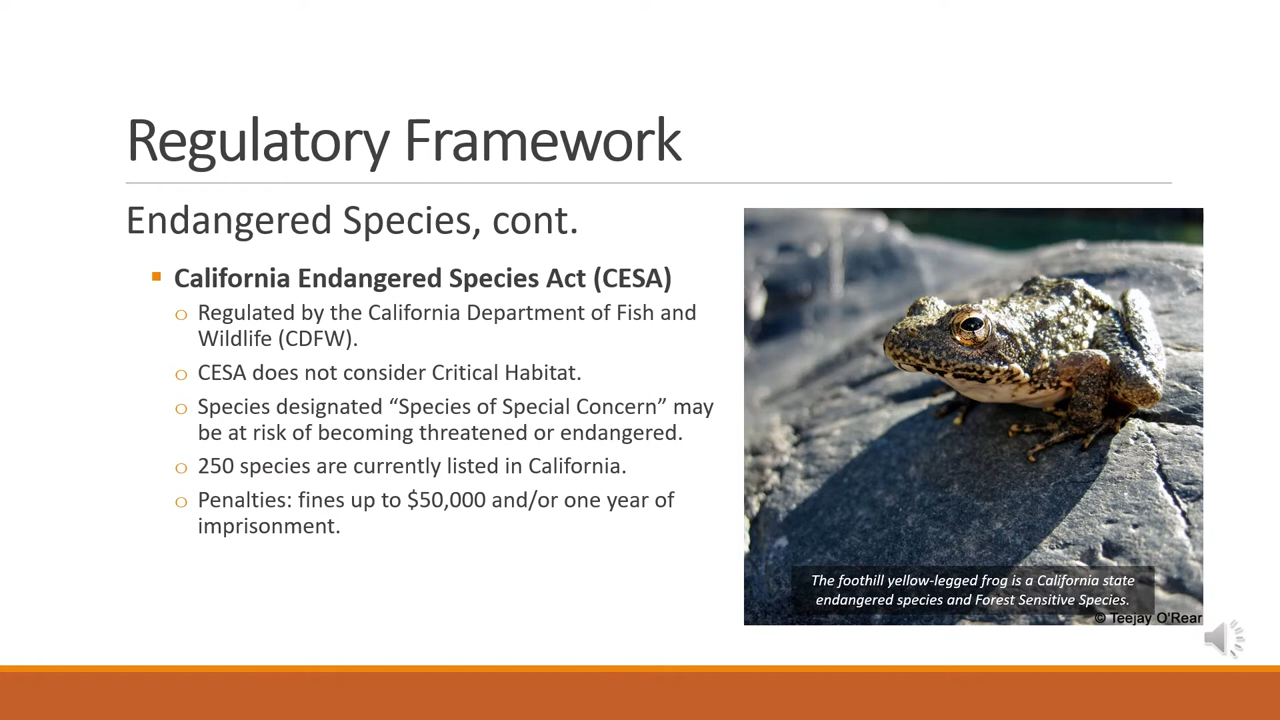 Regulatory Framework
Endangered Species, cont.
California Endangered Species Act (CESA)
Regulated by the California Department of Fish and
Wildlife (CDFW).
CESA does not consider Critical Habitat.
Species designated “Species of Special Concern” may
be at risk of becoming threatened or endangered.
250 species are currently listed in California.
Penalties: fines up to $50,000 and/or one year of
imprisonment.
The foothill yellow-legged frog is a California state
endangered species and Forest Sensitive Species.
© Teejay O'Rear